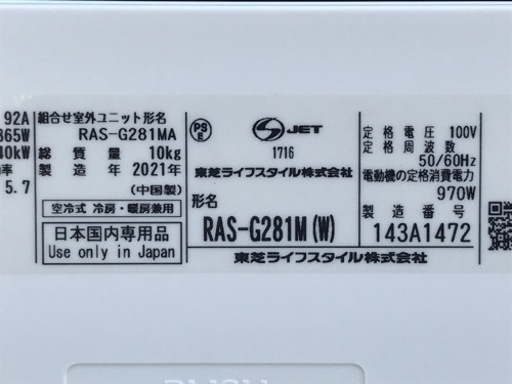 92A
865W
40kW
5.7
組合せ室外ユニット形名
RAS-G281MA
総質量 10kg
製造年 2021年
(中国製)
空冷式 冷房・暖房兼用
日本国内専用品
Use only in Japan
PSE
JET
1716
東芝ライフスタイル株式会社
形名
RAS-G281M(W)
東芝ライフスタイル株式会社
定格電圧 100V
定格周波数
50/60Hz
電動機の定格消費電力
970W
製造番号
143A1472